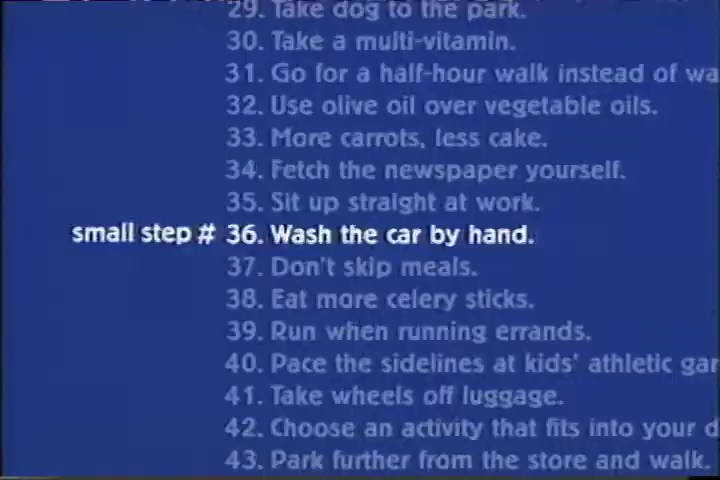 29. Take dog to the park.
30. Take a multi-vitamin.
31. Go for a half-hour walk instead of wa
32. Use olive oil over vegetable oils.
33. More carrots, less cake.
34. Fetch the newspaper yourself.
35. Sit up straight at work.
small step # 36. Wash the car by hand.
37. Don't skip meals.
38. Eat more celery sticks.
39. Run when running errands.
40. Pace the sidelines at kids' athletic gam
41. Take wheels off luggage.
42. Choose an activity that fits into your d
43. Park further from the store and walk.